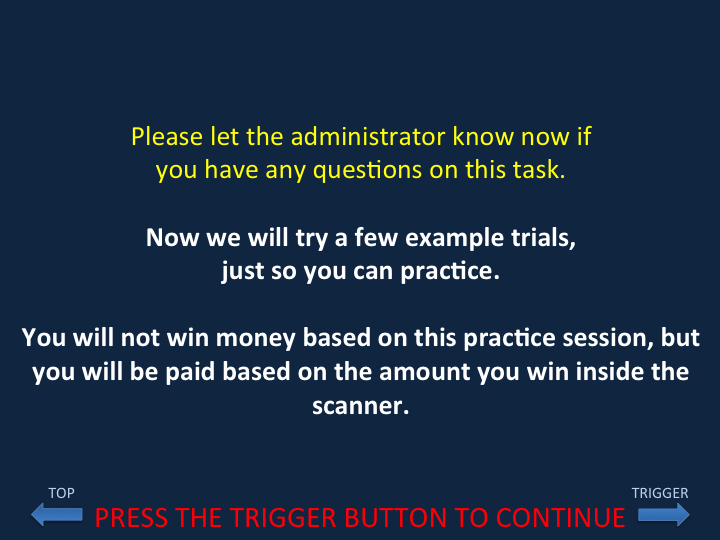 Please let the administrator know now if
you have any questions on this task.
Now we will try a few example trials,
just so you can practice.
You will not win money based on this practice session, but
you will be paid based on the amount you win inside the
scanner.
TOP
TRIGGER
PRESS THE TRIGGER BUTTON TO CONTINUE